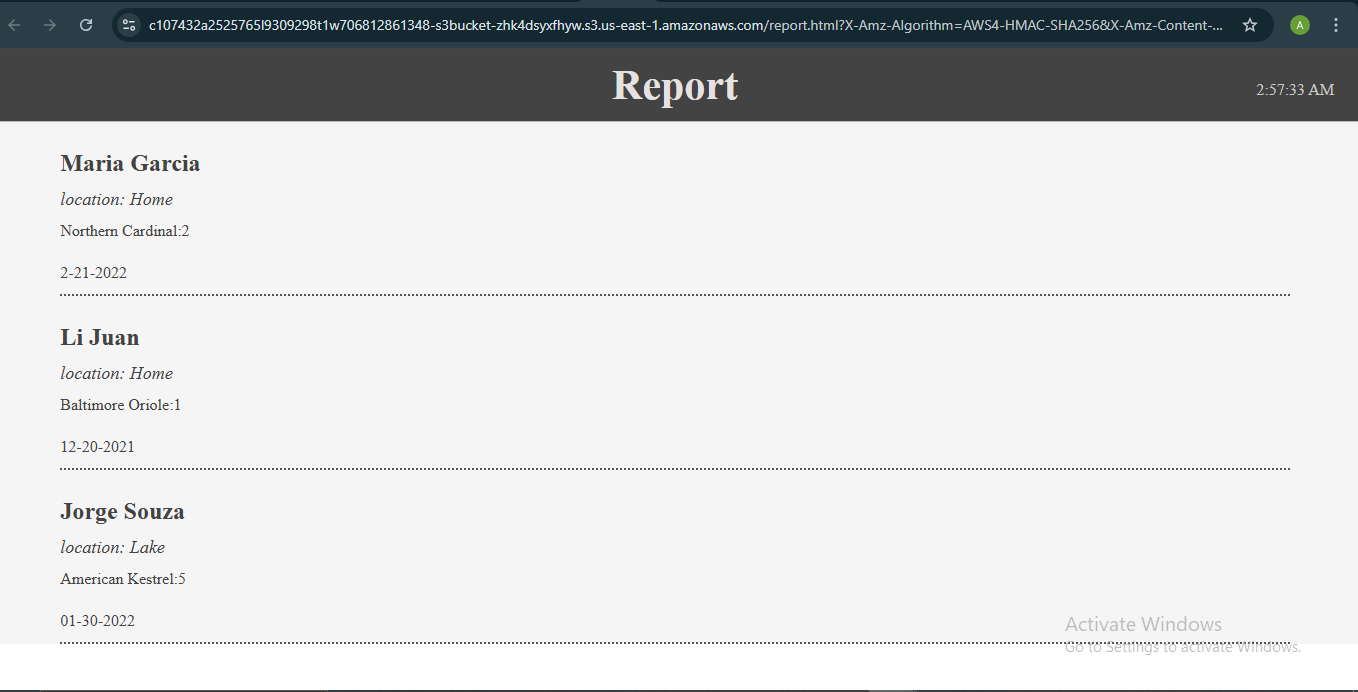 c107432a2525765l9309298t1w706812861348-s3bucket-zhk4dsyxfhyw.s3.us-east-1.amazonaws.com/report.html?X-Amz-Algorithm=AWS4-HMAC-SHA256&X-Amz-Content-...
A
Report
2:57:33 AM
Maria Garcia
location: Home
Northern Cardinal:2
2-21-2022
Li Juan
location: Home
Baltimore Oriole:1
12-20-2021
Jorge Souza
location: Lake
American Kestrel:5
01-30-2022
Activate Windows
Go to Settings to activate Windows.